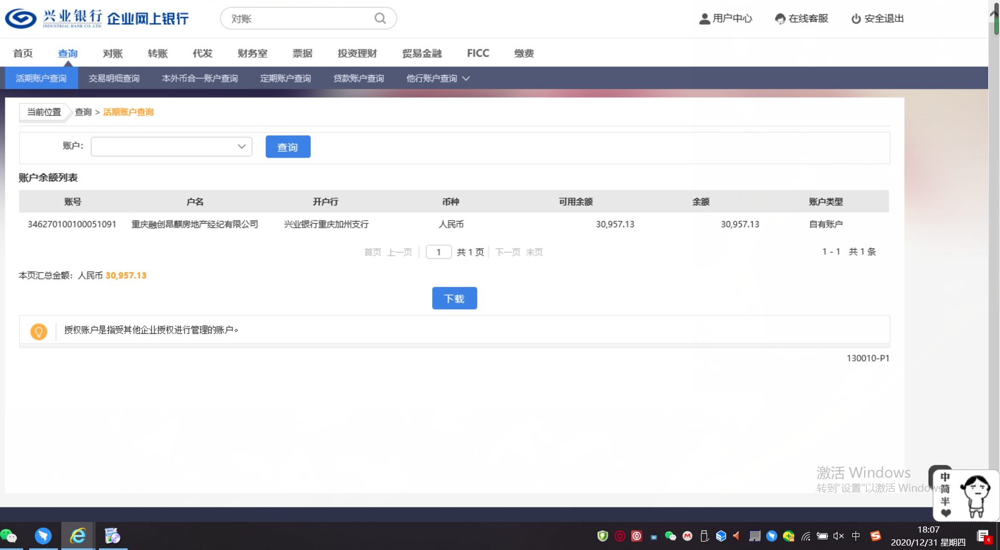 兴业银行 企业网上银行
INDUSTRIAL BANK CO.,LTD.
对账
用户中心 在线客服 安全退出
首页 查询 对账 转账 代发 财务室 票据 投资理财 贸易金融 FICC 缴费
活期账户查询 交易明细查询 本外币合一账户查询 定期账户查询 贷款账户查询 他行账户查询
当前位置 查询 > 活期账户查询
账户: 查询
账户余额列表
账号 户名 开户行 币种 可用余额 余额 账户类型
346270100100051091 重庆融创昂麒房地产经纪有限公司 兴业银行重庆加州支行 人民币 30,957.13 30,957.13 自有账户
首页 上一页 1 共 1 页 下一页 末页 1 - 1 共 1 条
本页汇总金额：人民币 30,957.13
下载
授权账户是指受其他企业授权进行管理的账户。
130010-P1
激活 Windows
转到"设置"以激活 Windows
中
简
半
中
18:07
2020/12/31 星期四
4